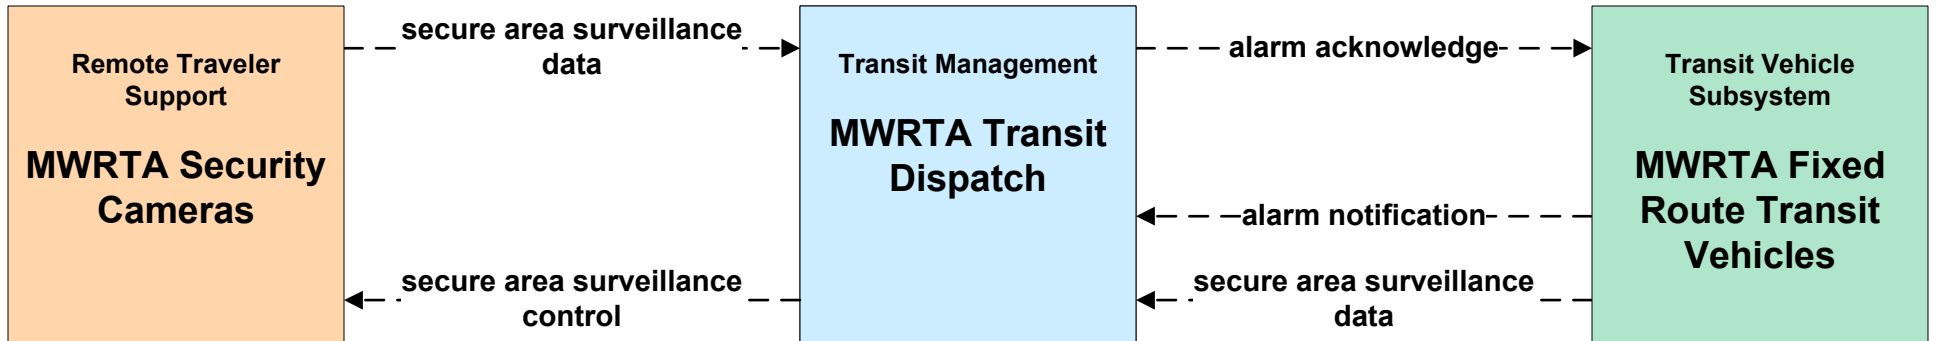 Remote Traveler
Support
MWRTA Security
Cameras
secure area surveillance
data
secure area surveillance
control
Transit Management
MWRTA Transit
Dispatch
alarm acknowledge
alarm notification
secure area surveillance
data
Transit Vehicle
Subsystem
MWRTA Fixed
Route Transit
Vehicles